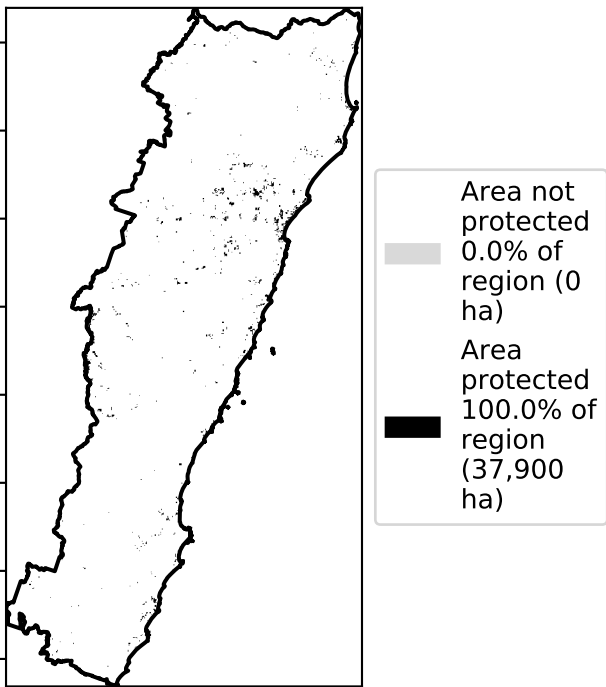 Area not
protected
0.0% of
region (0
ha)
Area
protected
100.0% of
region
(37,900
ha)